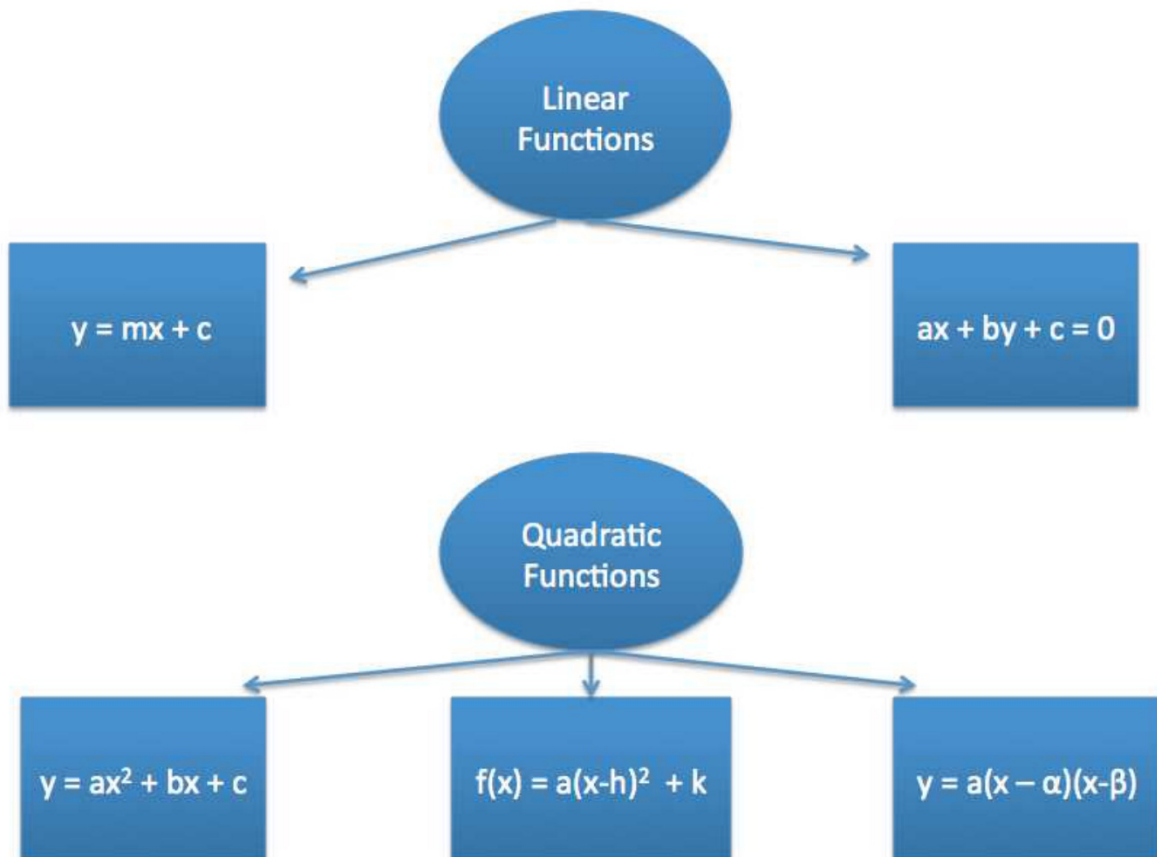 Linear
Functions
y = mx + c
ax + by + c = 0
Quadratic
Functions
y = ax² + bx + c
f(x) = a(x-h)² + k
y = a(x – α)(x-β)